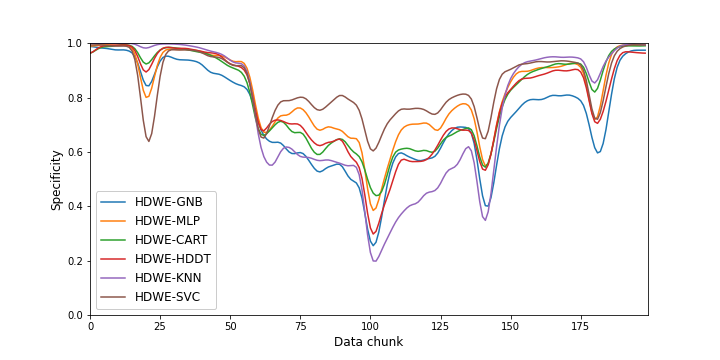 1.0
0.8
0.6
0.4
0.2
0.0
Specificity
HDWE-GNB
HDWE-MLP
HDWE-CART
HDWE-HDDT
HDWE-KNN
HDWE-SVC
0 25 50 75 100 125 150 175
Data chunk